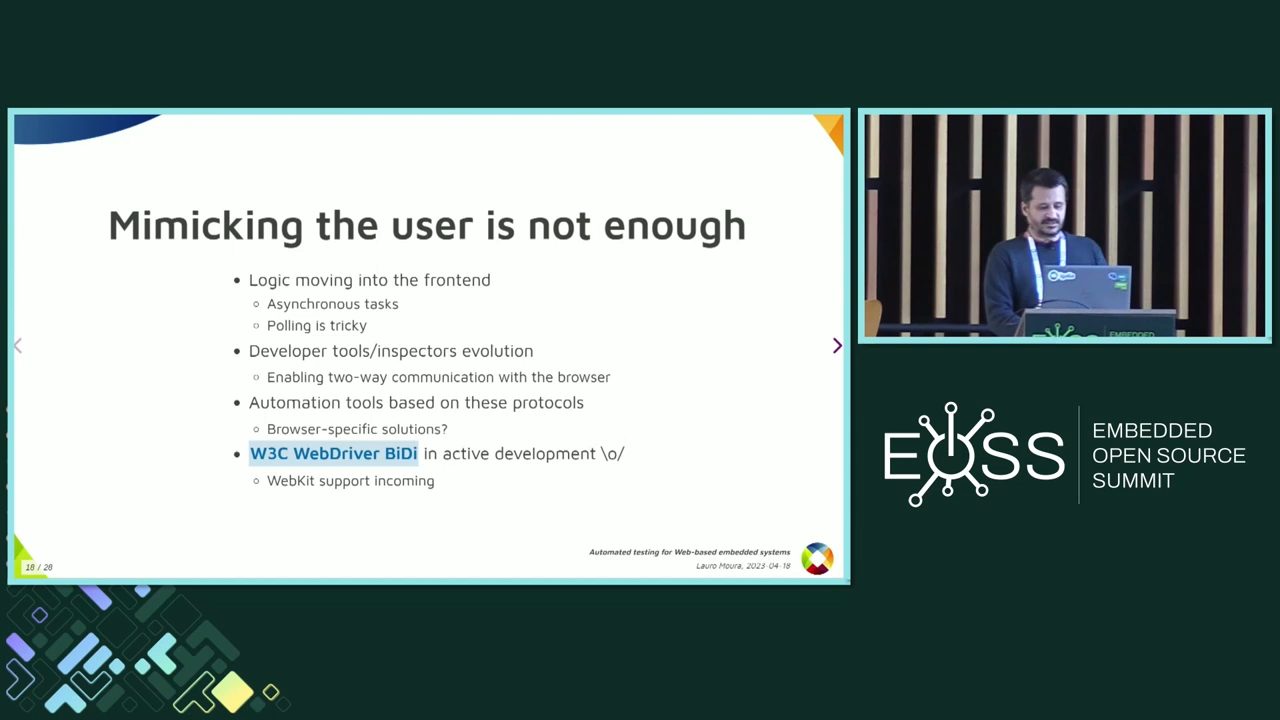 Mimicking the user is not enough
Logic moving into the frontend
Asynchronous tasks
Polling is tricky
Developer tools/inspectors evolution
Enabling two-way communication with the browser
Automation tools based on these protocols
Browser-specific solutions?
W3C WebDriver BiDi in active development \o/
WebKit support incoming
Automated testing for Web-based embedded systems
Lauro Moura, 2023-04-18
18 / 28
EOSS
EMBEDDED
OPEN SOURCE
SUMMIT
EMBEDDED